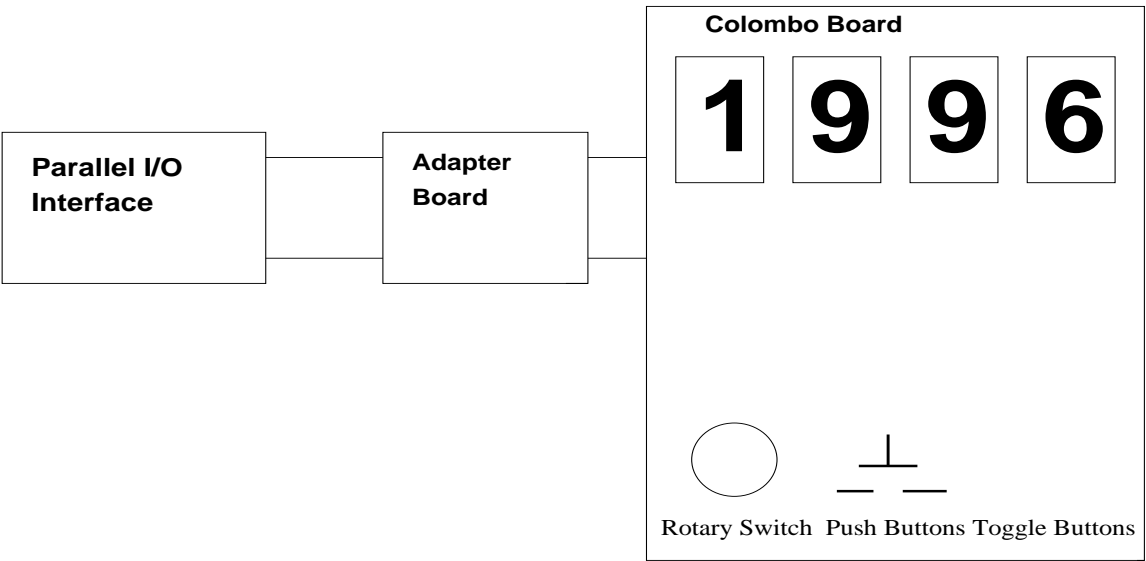 Colombo Board
1 9 9 6
Parallel I/O
Interface
Adapter
Board
Rotary Switch Push Buttons Toggle Buttons